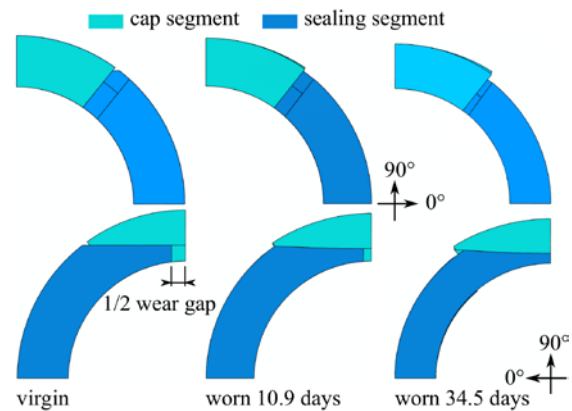 cap segment sealing segment
90°
0°
1/2 wear gap
90°
0°
virgin worn 10.9 days worn 34.5 days